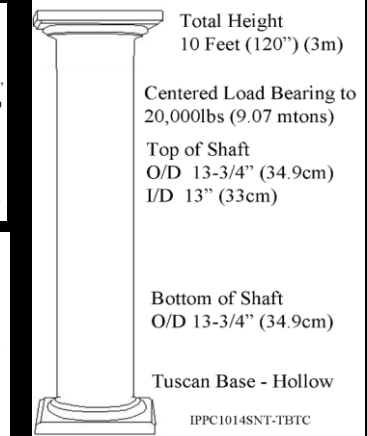 Total Height
10 Feet (120”) (3m)
Centered Load Bearing to
20,000lbs (9.07 mtons)
Top of Shaft
O/D 13-3/4” (34.9cm)
I/D 13” (33cm)
Bottom of Shaft
O/D 13-3/4” (34.9cm)
Tuscan Base - Hollow
IPPC1014SNT-TBTC